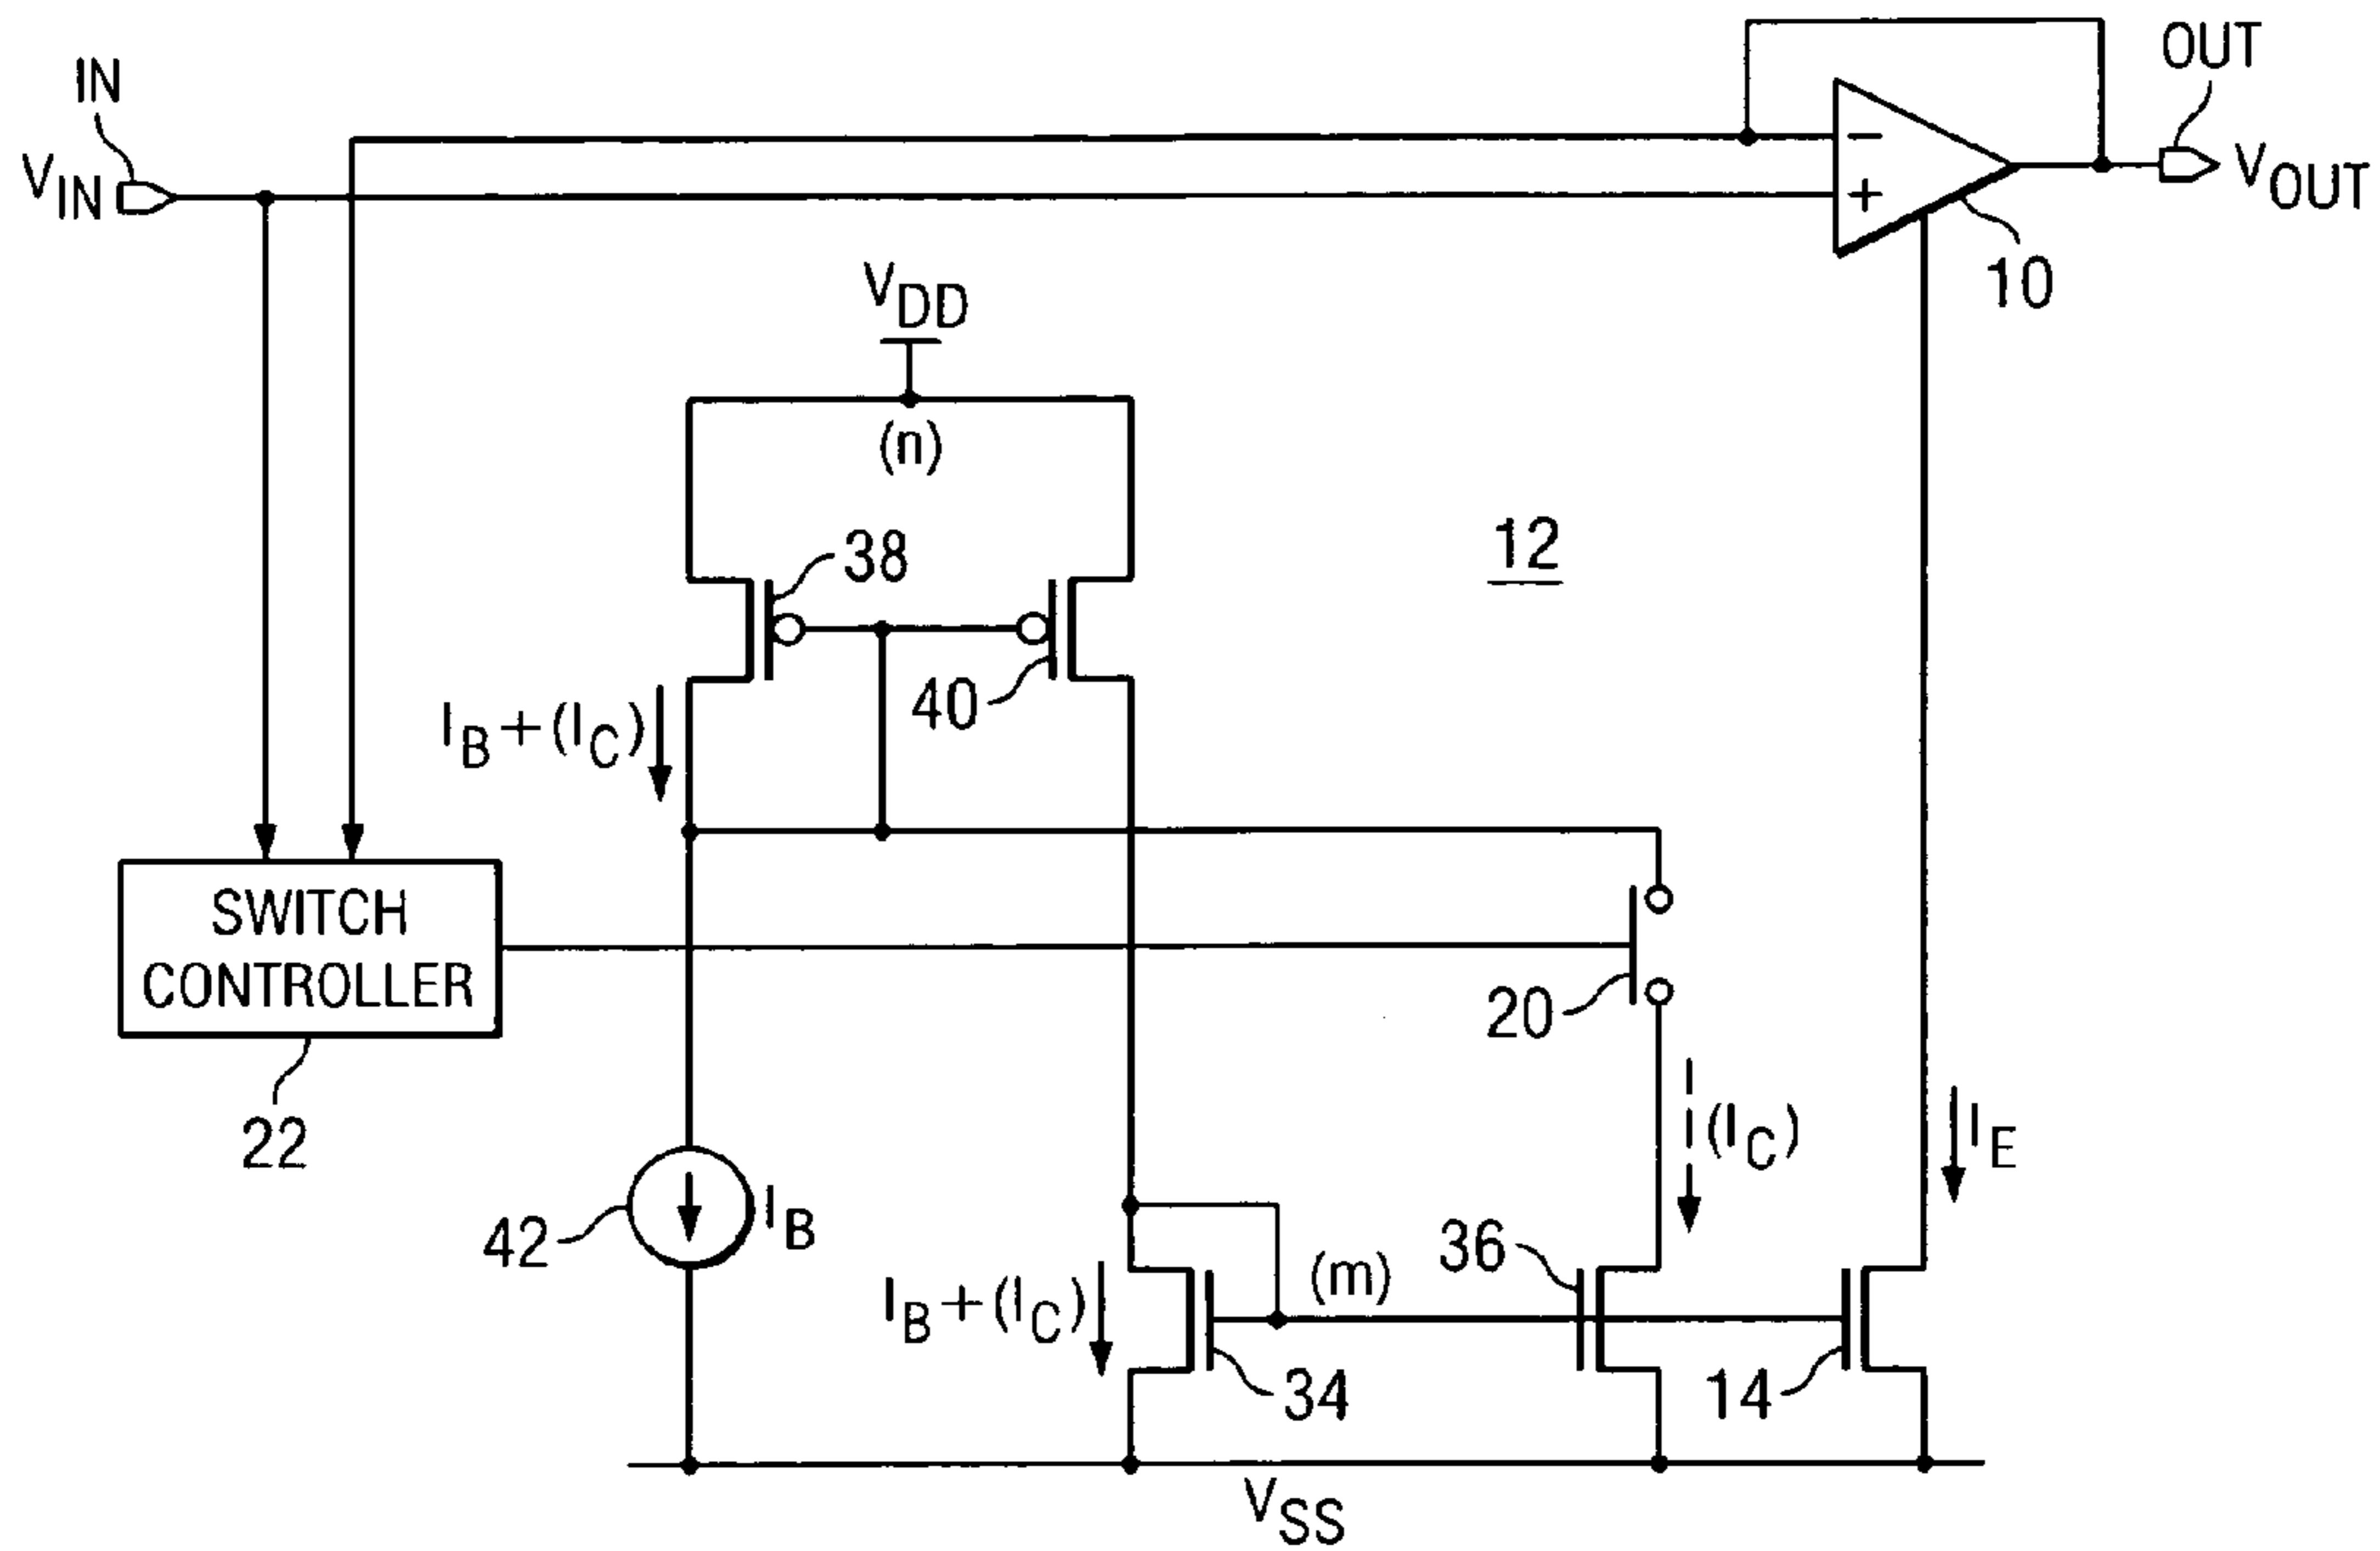 IN
OUT
V_IN
V_OUT
10
V_DD
(n)
12
38
40
I_B+(I_C)
SWITCH
CONTROLLER
20
22
(I_C)
I_E
42
I_B
36
(m)
I_B+(I_C)
34
14
V_SS
−
+